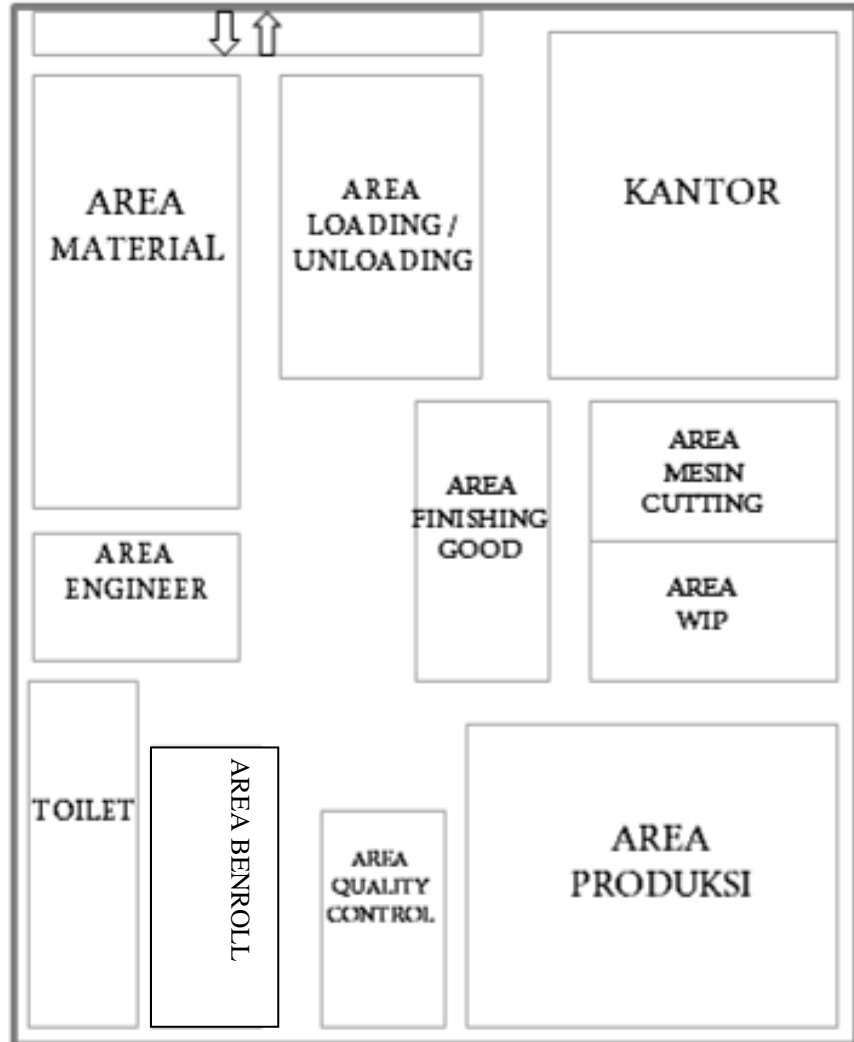 AREA
MATERIAL
AREA
LOADING /
UNLOADING
KANTOR
AREA
FINISHING
GOOD
AREA
MESIN
CUTTING
AREA
WIP
AREA
ENGINEER
TOILET
AREA BENROLL
AREA
QUALITY
CONTROL
AREA
PRODUKSI